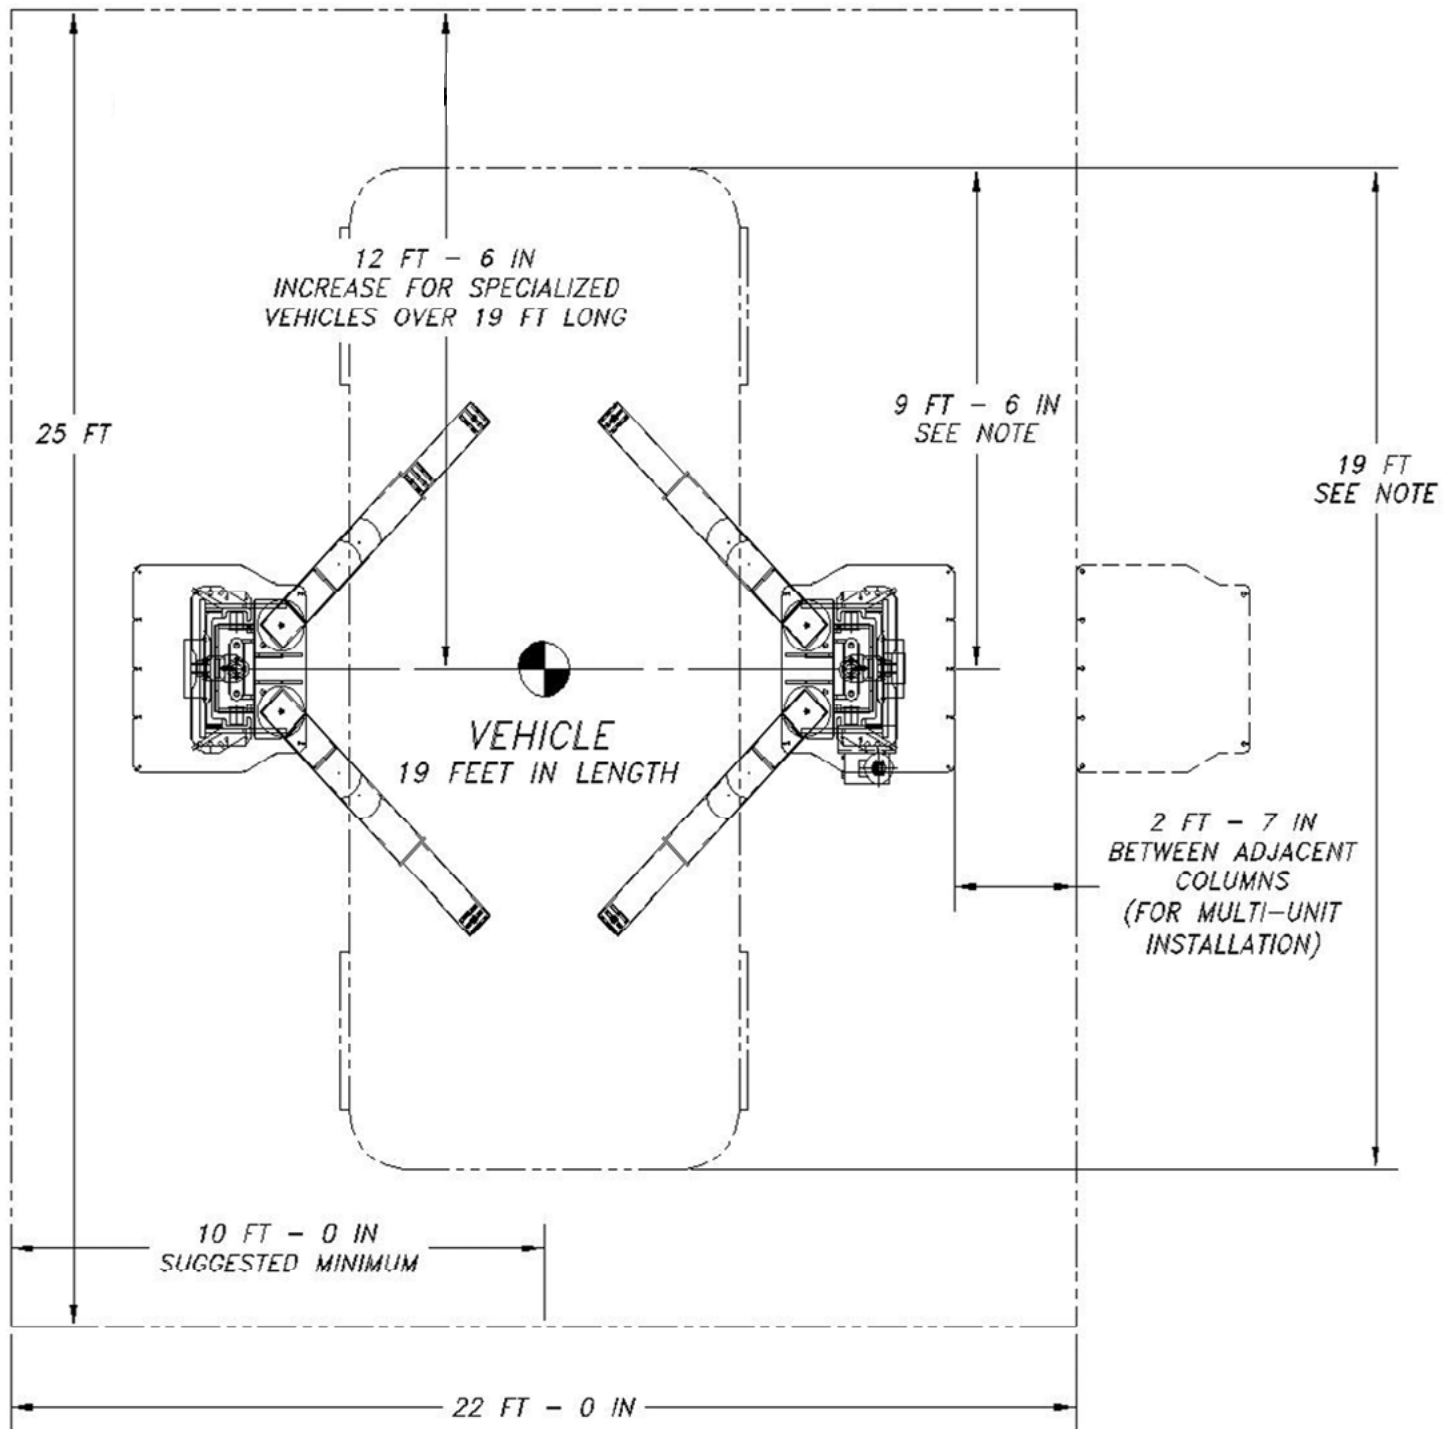 12 FT - 6 IN
INCREASE FOR SPECIALIZED
VEHICLES OVER 19 FT LONG
25 FT
9 FT - 6 IN
SEE NOTE
19 FT
SEE NOTE
VEHICLE
19 FEET IN LENGTH
2 FT - 7 IN
BETWEEN ADJACENT
COLUMNS
(FOR MULTI-UNIT
INSTALLATION)
10 FT - 0 IN
SUGGESTED MINIMUM
22 FT - 0 IN